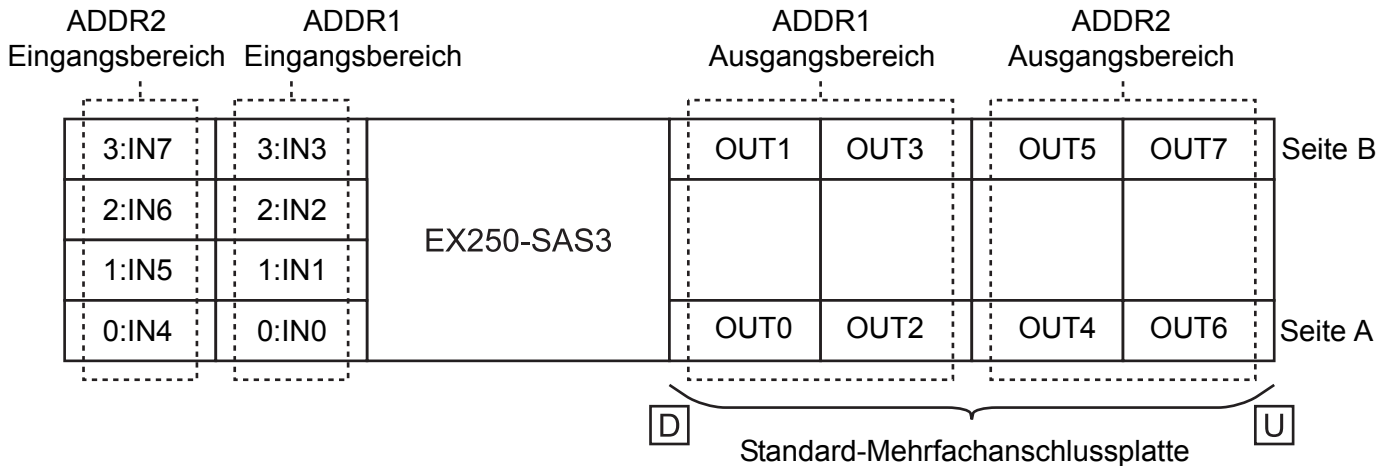 ADDR2 ADDR1 ADDR1 ADDR2
Eingangsbereich Eingangsbereich Ausgangsbereich Ausgangsbereich
3:IN7 3:IN3 OUT1 OUT3 OUT5 OUT7 Seite B
2:IN6 2:IN2
EX250-SAS3
1:IN5 1:IN1
0:IN4 0:IN0 OUT0 OUT2 OUT4 OUT6 Seite A
D U
Standard-Mehrfachanschlussplatte